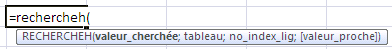 =rechercheh(
RECHERCHEH(valeur_cherchée; tableau; no_index_lig; [valeur_proche])